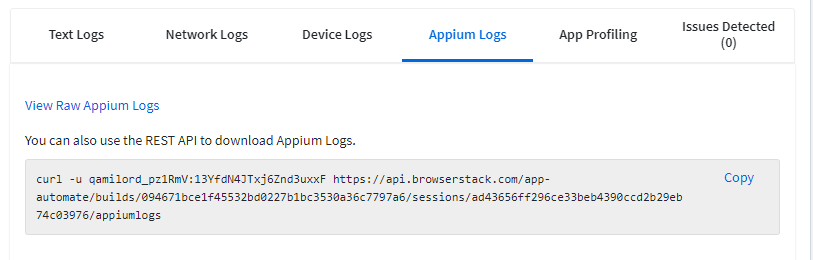 Text Logs Network Logs Device Logs Appium Logs App Profiling Issues Detected (0)
View Raw Appium Logs
You can also use the REST API to download Appium Logs.
curl -u qamilord_pz1RmV:13YfdN4JTxj6Znd3uxxF https://api.browserstack.com/app-
automate/builds/094671bce1f45532bd0227b1bc3530a36c7797a6/sessions/ad43656ff296ce33beb4390ccd2b29eb
74c03976/appiumlogs
Copy